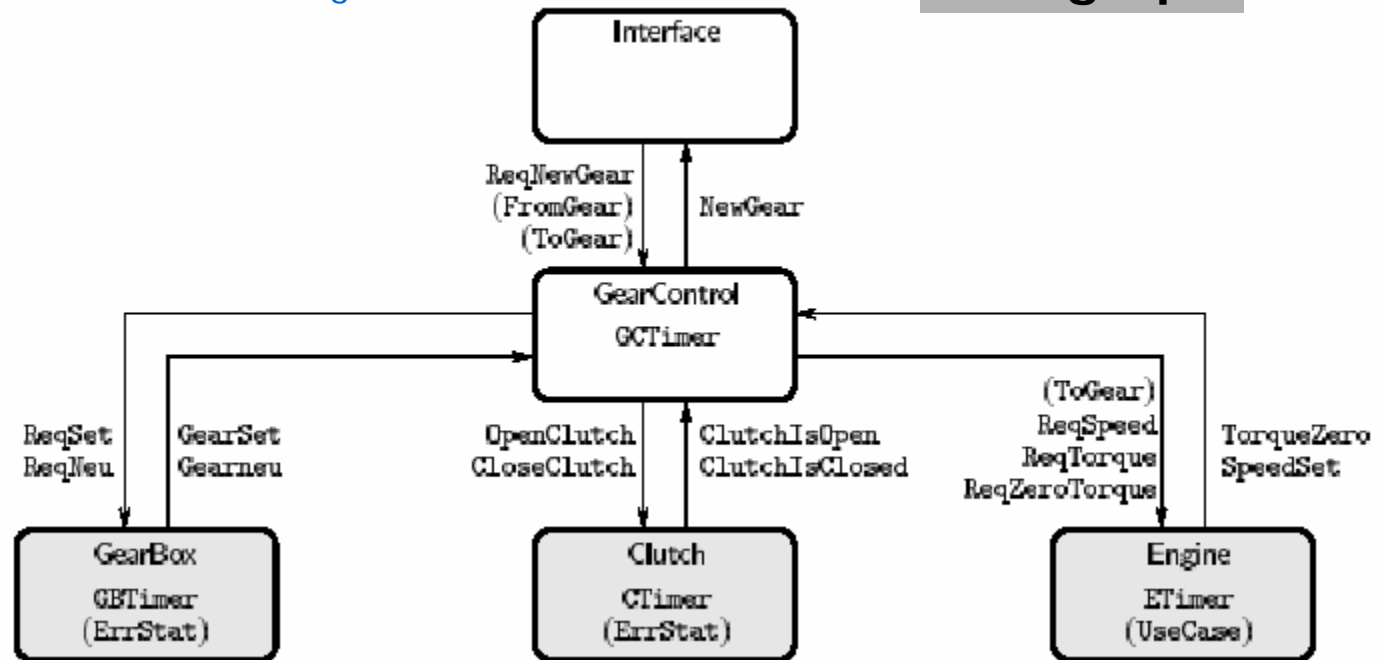 Interface
ReqNewGear
(FromGear)
(ToGear)
NewGear
GearControl
GCTimer
ReqSet
ReqNeu
GearSet
Gearneu
OpenClutch
CloseClutch
ClutchIsOpen
ClutchIsClosed
(ToGear)
ReqSpeed
ReqTorque
ReqZeroTorque
TorqueZero
SpeedSet
GearBox
GBTimer
(ErrStat)
Clutch
CTimer
(ErrStat)
Engine
ETimer
(UseCase)